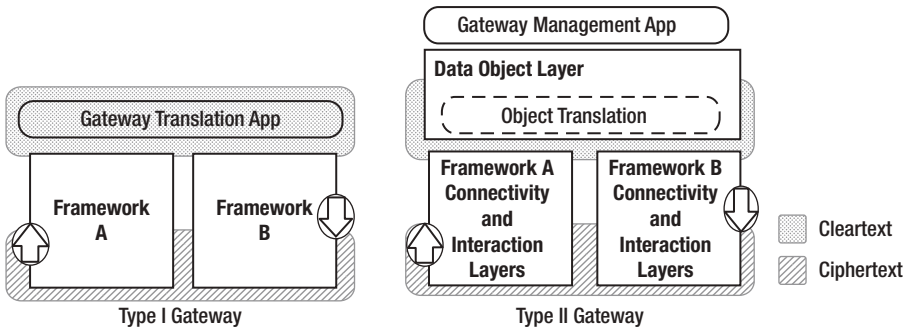 Gateway Translation App
Framework
A
Framework
B
Type I Gateway
Gateway Management App
Data Object Layer
Object Translation
Framework A
Connectivity
and
Interaction
Layers
Framework B
Connectivity
and
Interaction
Layers
Type II Gateway
Cleartext
Ciphertext